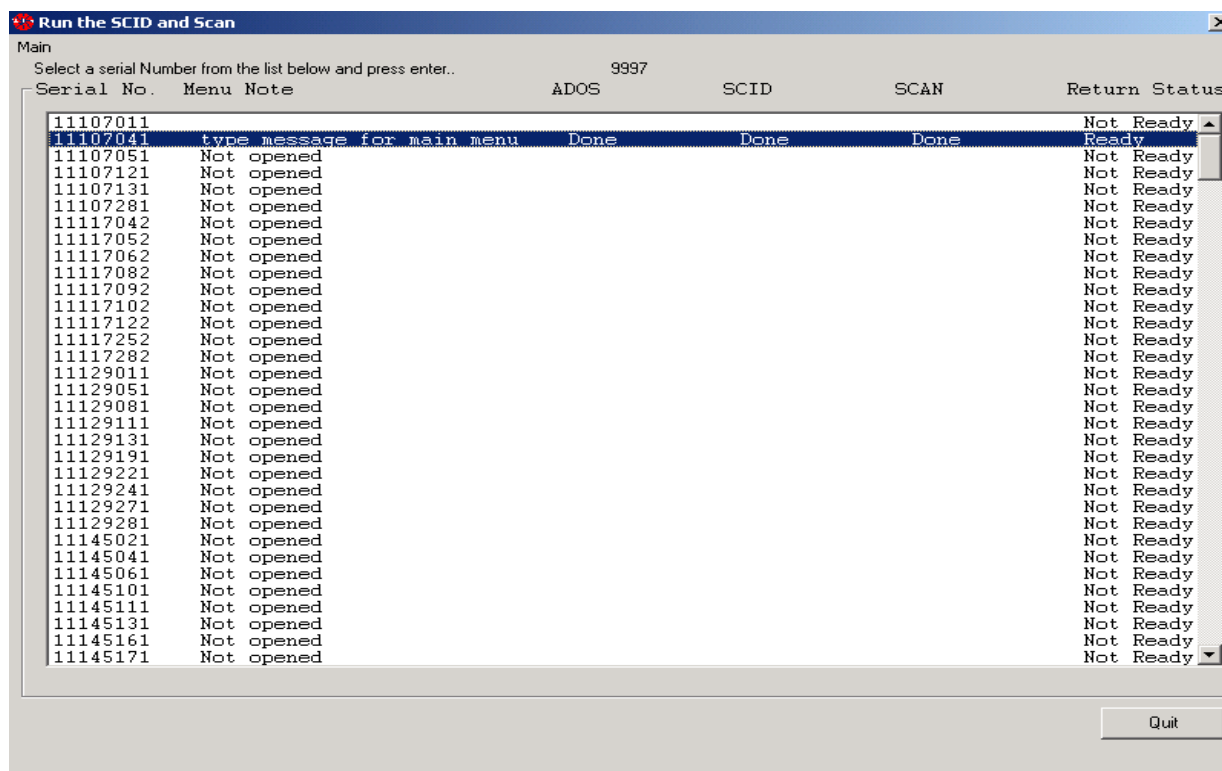 Run the SCID and Scan
Main
Select a serial Number from the list below and press enter.. 9997
Serial No. Menu Note ADOS SCID SCAN Return Status
11107011 Not Ready
11107041 type message for main menu Done Done Done Ready
11107051 Not opened Not Ready
11107121 Not opened Not Ready
11107131 Not opened Not Ready
11107281 Not opened Not Ready
11117042 Not opened Not Ready
11117052 Not opened Not Ready
11117062 Not opened Not Ready
11117082 Not opened Not Ready
11117092 Not opened Not Ready
11117102 Not opened Not Ready
11117122 Not opened Not Ready
11117252 Not opened Not Ready
11117282 Not opened Not Ready
11129011 Not opened Not Ready
11129051 Not opened Not Ready
11129081 Not opened Not Ready
11129111 Not opened Not Ready
11129131 Not opened Not Ready
11129191 Not opened Not Ready
11129221 Not opened Not Ready
11129241 Not opened Not Ready
11129271 Not opened Not Ready
11129281 Not opened Not Ready
11145021 Not opened Not Ready
11145041 Not opened Not Ready
11145061 Not opened Not Ready
11145101 Not opened Not Ready
11145111 Not opened Not Ready
11145131 Not opened Not Ready
11145161 Not opened Not Ready
11145171 Not opened Not Ready
Quit